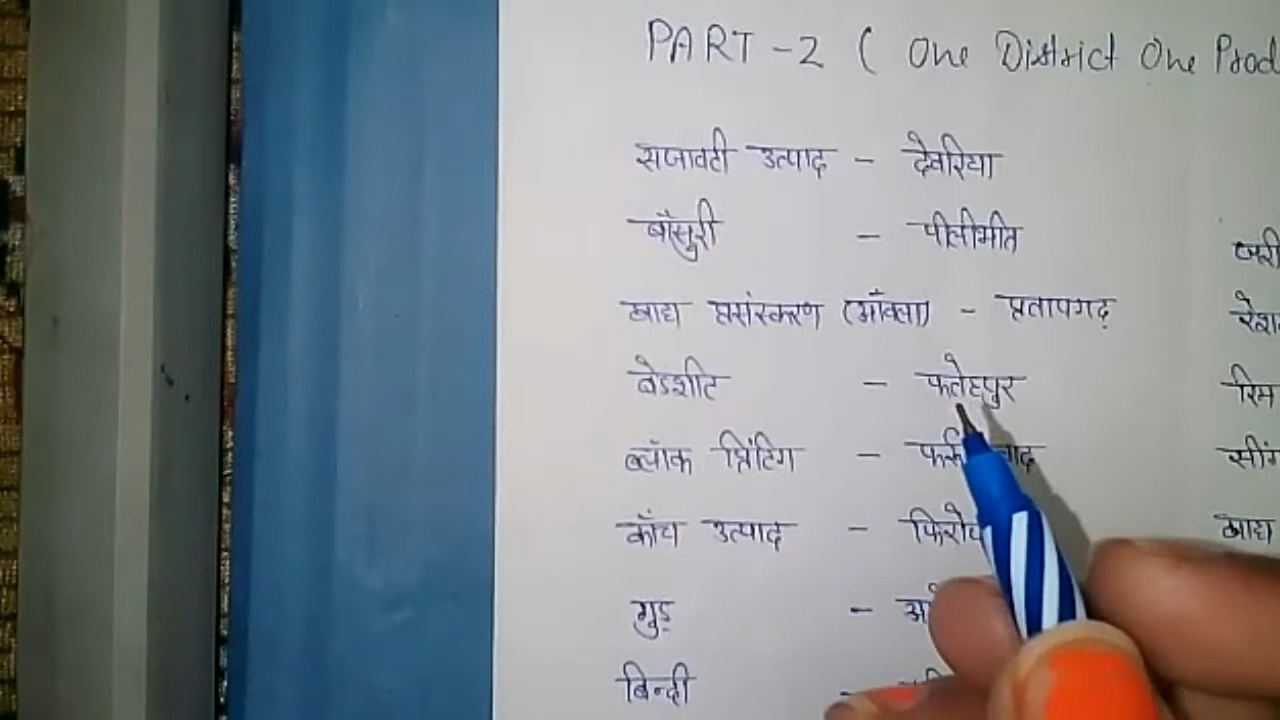 PART-2 ( One District One Prod
सजावटी उत्पाद - देवरिया
बाँसुरी - पीलीभीत
खाद्य प्रसंस्करण (आँवला) - प्रतापगढ़
बेडशीट - फतेहपुर
ब्लॉक प्रिंटिंग -
काँच उत्पाद -
गुड़ -
बिन्दी -
जरी
रेश
रिम
सींग
खाद्य